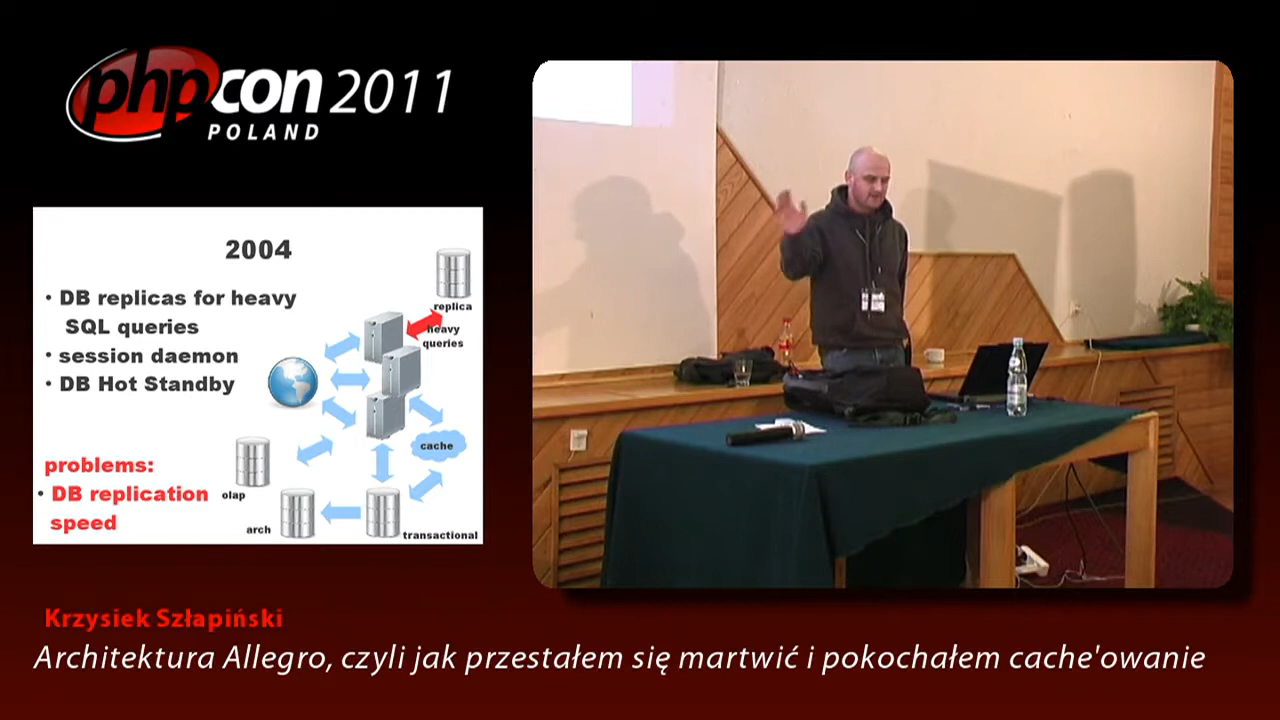 phpcon 2011
POLAND
2004
• DB replicas for heavy
SQL queries
• session daemon
• DB Hot Standby
problems:
• DB replication
speed
replica
heavy
queries
cache
olap
arch
transactional
Krzysiek Szłapiński
Architektura Allegro, czyli jak przestałem się martwić i pokochałem cache'owanie